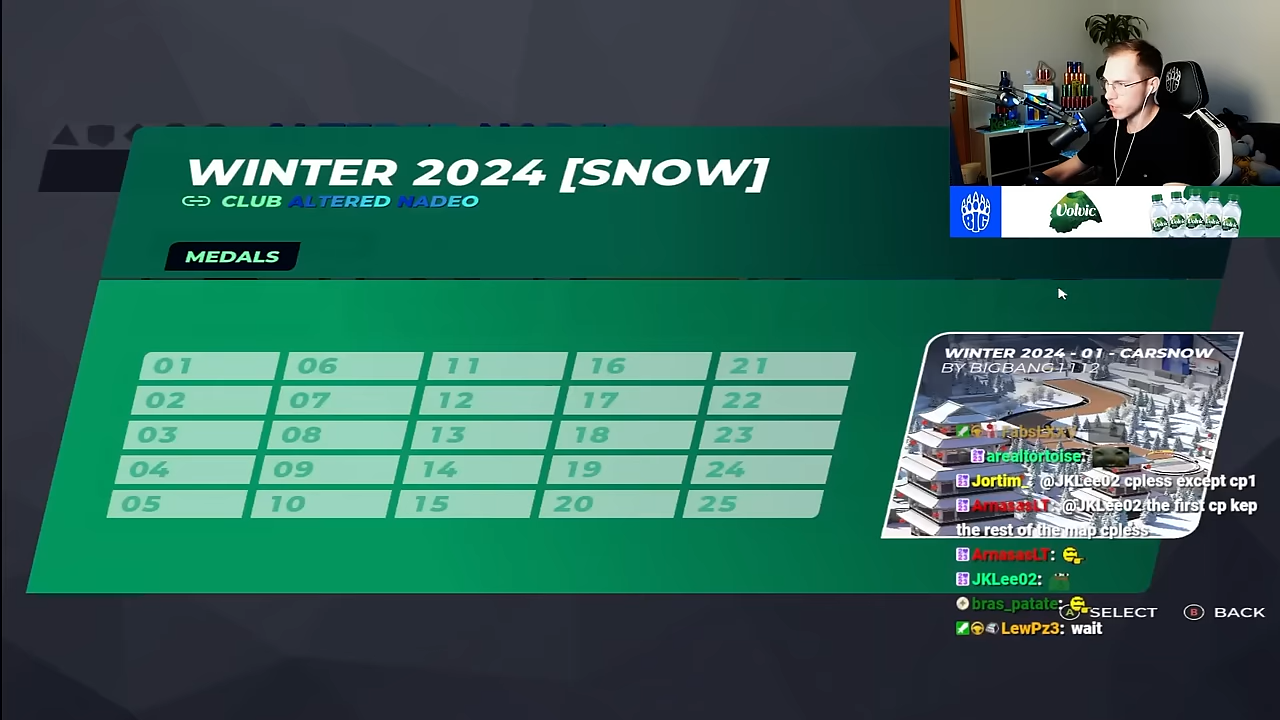 WINTER 2024 [SNOW]
CLUB ALTERED NADEO
MEDALS
01 06 11 16 21
02 07 12 17 22
03 08 13 18 23
04 09 14 19 24
05 10 15 20 25
BIG
Volvic
WINTER 2024 - 01 - CARSNOW
BY BIGBANG1112
arealtortoise:
Jortim_: @JKLee02 cpless except cp1
ArnasasLT: @JKLee02 the first cp kep
the rest of the map cpless
ArnasasLT:
JKLee02:
bras_patate:
A SELECT B BACK
LewPz3: wait